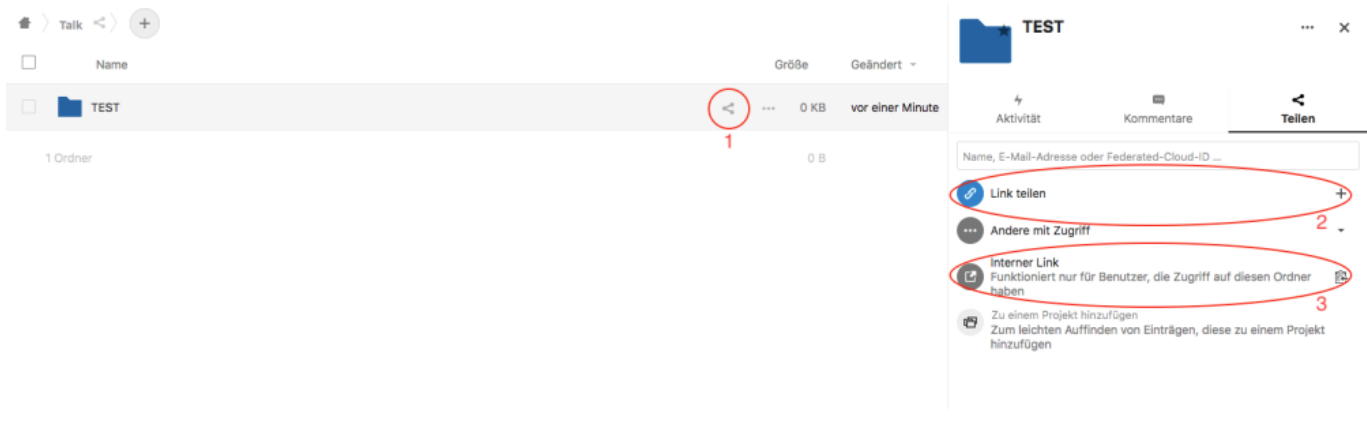 Talk
Name Größe Geändert
TEST 0 KB vor einer Minute
1
1 Ordner 0 B
TEST
Aktivität Kommentare Teilen
Name, E-Mail-Adresse oder Federated-Cloud-ID ...
Link teilen
2
Andere mit Zugriff
Interner Link
Funktioniert nur für Benutzer, die Zugriff auf diesen Ordner
haben
3
Zu einem Projekt hinzufügen
Zum leichten Auffinden von Einträgen, diese zu einem Projekt
hinzufügen